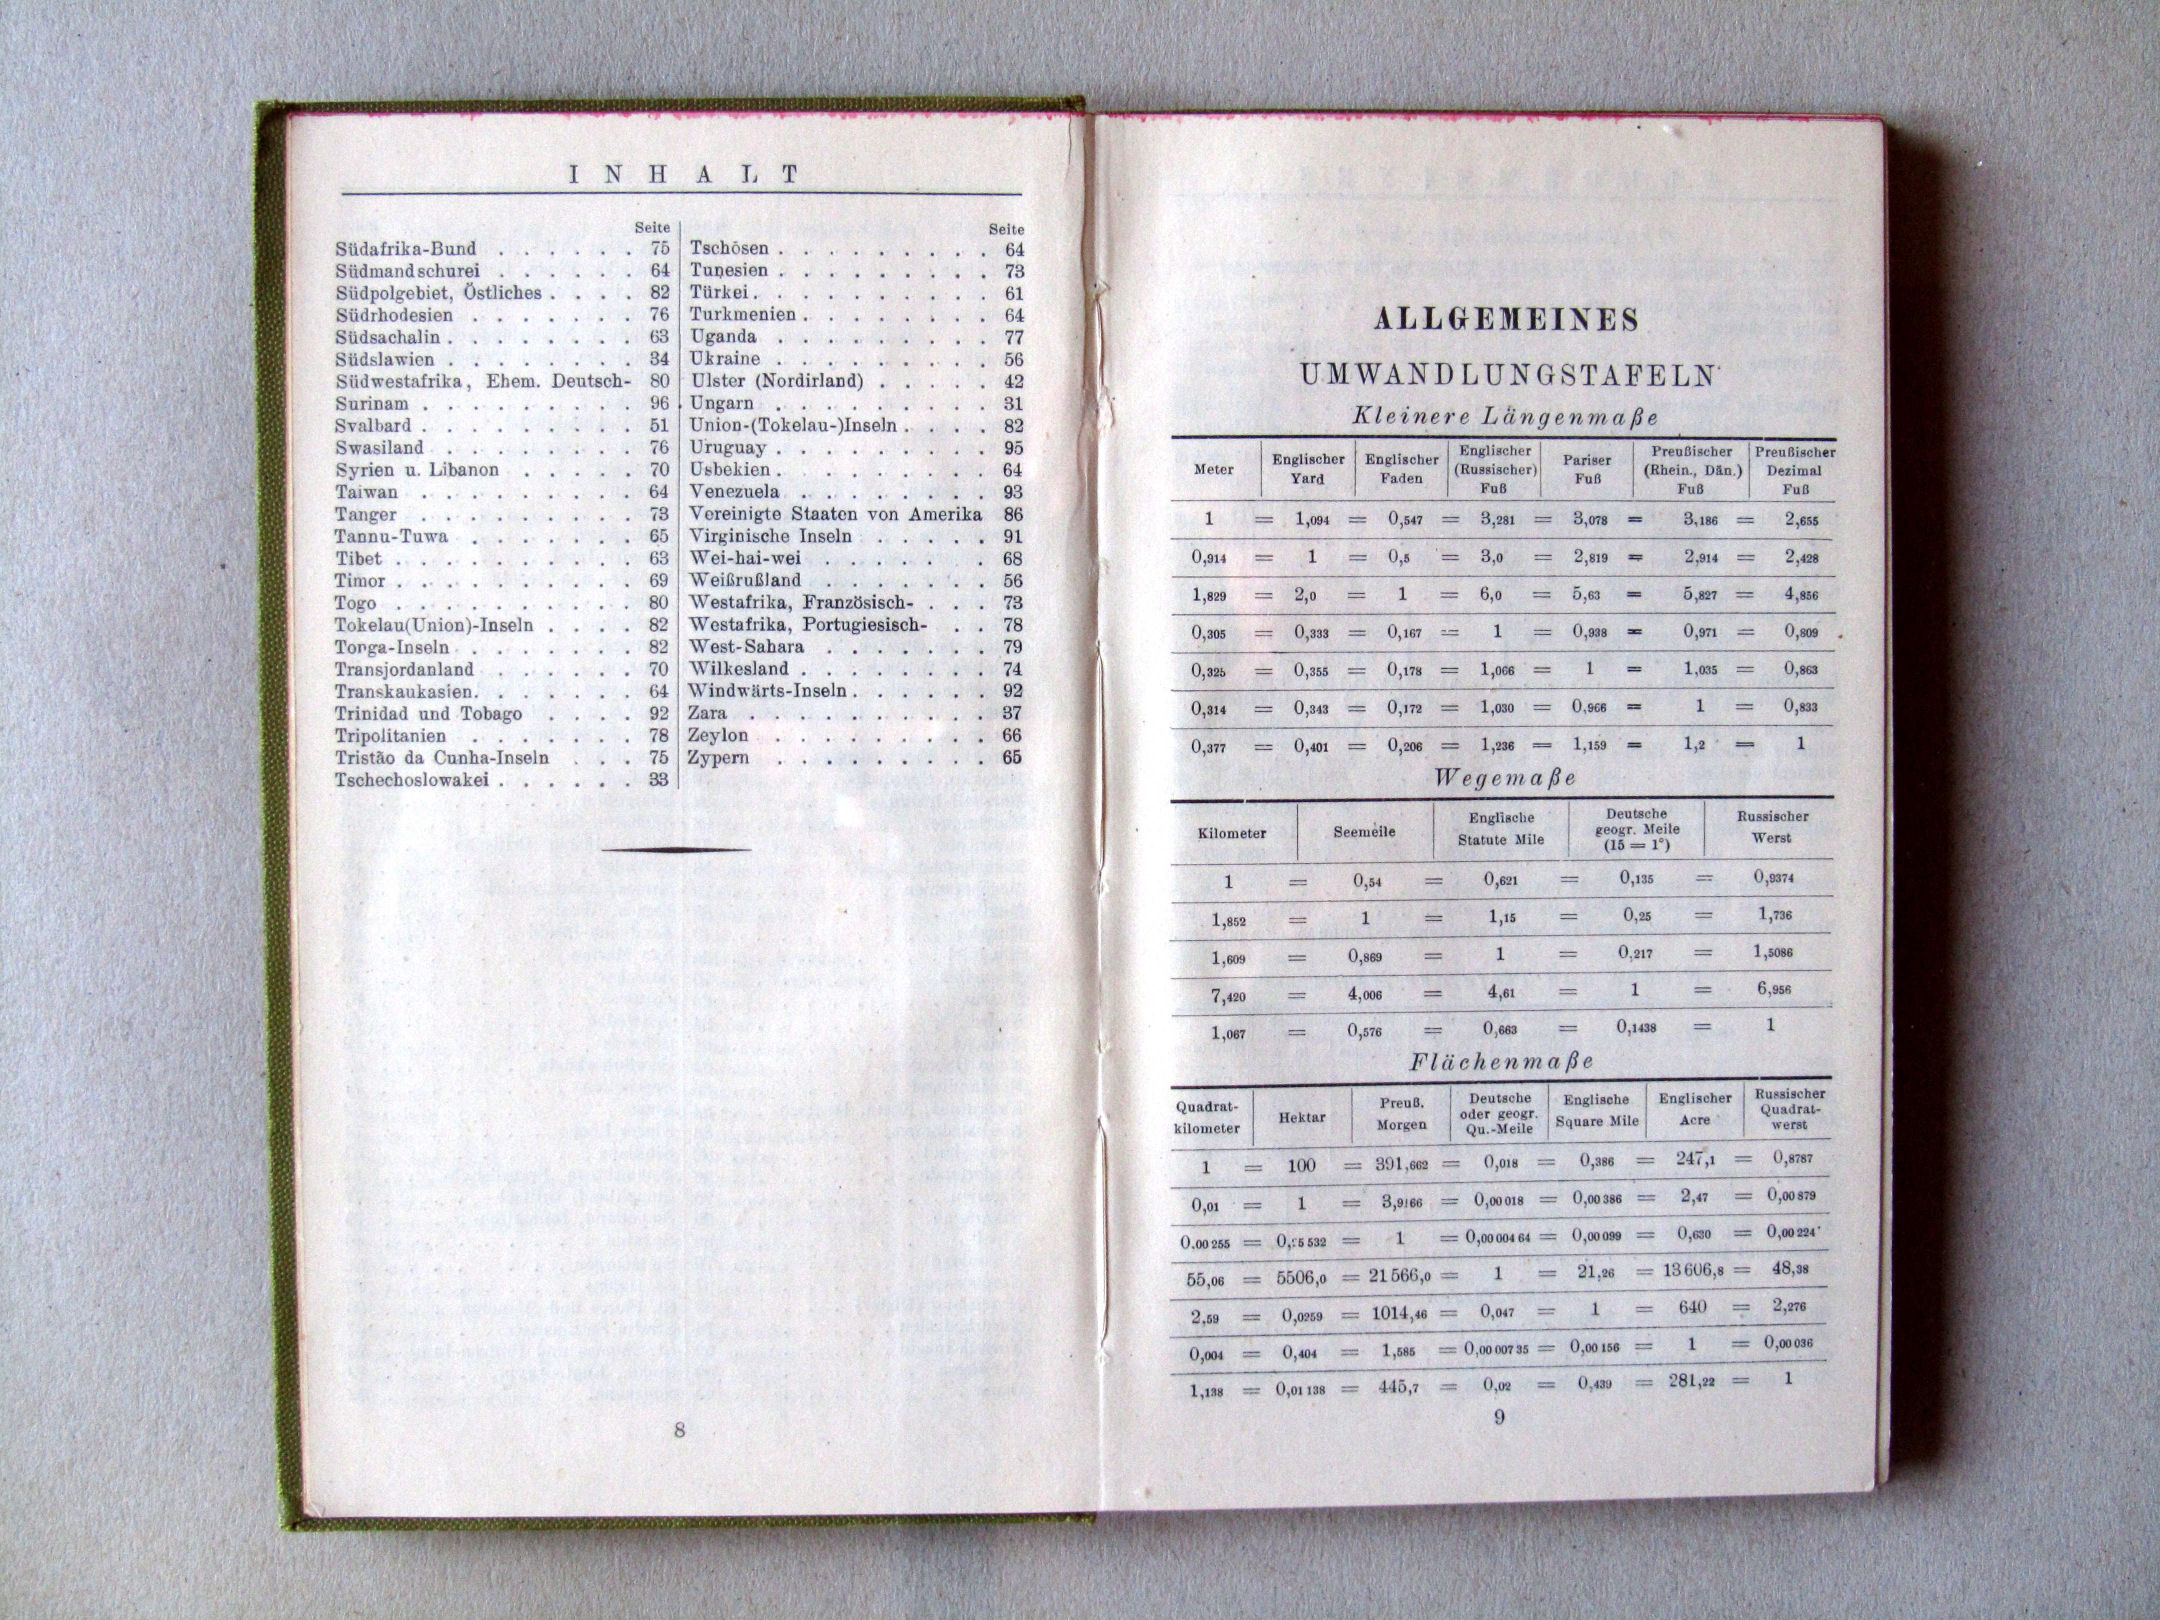 INHALT
Seite
Südafrika-Bund . . . . . . 75
Südmandschurei . . . . . . 64
Südpolgebiet, Östliches . . . . 82
Südrhodesien . . . . . . . 76
Südsachalin . . . . . . . . 63
Südslawien . . . . . . . . 34
Südwestafrika, Ehem. Deutsch- 80
Surinam . . . . . . . . . 96
Svalbard . . . . . . . . . 51
Swasiland . . . . . . . . 76
Syrien u. Libanon . . . . . 70
Taiwan . . . . . . . . . 64
Tanger . . . . . . . . . 73
Tannu-Tuwa . . . . . . . 65
Tibet . . . . . . . . . . 63
Timor . . . . . . . . . . 69
Togo . . . . . . . . . . 80
Tokelau(Union)-Inseln . . . . 82
Tonga-Inseln . . . . . . . 82
Transjordanland . . . . . . 70
Transkaukasien . . . . . . . 64
Trinidad und Tobago . . . . 92
Tripolitanien . . . . . . . 78
Tristão da Cunha-Inseln . . . 75
Tschechoslowakei . . . . . . 33
Seite
Tschösen . . . . . . . . . 64
Tunesien . . . . . . . . . 73
Türkei . . . . . . . . . . 61
Turkmenien . . . . . . . . 64
Uganda . . . . . . . . . 77
Ukraine . . . . . . . . . 56
Ulster (Nordirland) . . . . . 42
Ungarn . . . . . . . . . 31
Union-(Tokelau-)Inseln . . . . 82
Uruguay . . . . . . . . . 95
Usbekien . . . . . . . . . 64
Venezuela . . . . . . . . 93
Vereinigte Staaten von Amerika 86
Virginische Inseln . . . . . 91
Wei-hai-wei . . . . . . 68
Weißrußland . . . . . . . 56
Westafrika, Französisch- . . . 73
Westafrika, Portugiesisch- . . 78
West-Sahara . . . . . . . 79
Wilkesland . . . . . . . . 74
Windwärts-Inseln . . . . . . 92
Zara . . . . . . . . . . 37
Zeylon . . . . . . . . . 66
Zypern . . . . . . . . . 65
8
ALLGEMEINES
UMWANDLUNGSTAFELN
Kleinere Längenmaße
Meter | Englischer Yard | Englischer Faden | Englischer (Russischer) Fuß | Pariser Fuß | Preußischer (Rhein., Dän.) Fuß | Preußischer Dezimal Fuß
1 = 1,094 = 0,547 = 3,281 = 3,078 = 3,186 = 2,655
0,914 = 1 = 0,5 = 3,0 = 2,819 = 2,914 = 2,428
1,829 = 2,0 = 1 = 6,0 = 5,63 = 5,827 = 4,856
0,305 = 0,333 = 0,167 = 1 = 0,938 = 0,971 = 0,809
0,325 = 0,355 = 0,178 = 1,066 = 1 = 1,035 = 0,863
0,314 = 0,343 = 0,172 = 1,030 = 0,966 = 1 = 0,833
0,377 = 0,401 = 0,206 = 1,236 = 1,159 = 1,2 = 1
Wegemaße
Kilometer | Seemeile | Englische Statute Mile | Deutsche geogr. Meile (15 = 1°) | Russischer Werst
1 = 0,54 = 0,621 = 0,135 = 0,9374
1,852 = 1 = 1,15 = 0,25 = 1,736
1,609 = 0,869 = 1 = 0,217 = 1,5086
7,420 = 4,006 = 4,61 = 1 = 6,956
1,067 = 0,576 = 0,663 = 0,1438 = 1
Flächenmaße
Quadrat-kilometer | Hektar | Preuß. Morgen | Deutsche oder geogr. Qu.-Meile | Englische Square Mile | Englischer Acre | Russischer Quadrat-werst
1 = 100 = 391,662 = 0,018 = 0,386 = 247,1 = 0,8787
0,01 = 1 = 3,9166 = 0,00018 = 0,00386 = 2,47 = 0,00879
0,00255 = 0,25532 = 1 = 0,0000464 = 0,00099 = 0,630 = 0,00224
55,06 = 5506,0 = 21566,0 = 1 = 21,26 = 13606,8 = 48,38
2,59 = 0,0259 = 1014,46 = 0,047 = 1 = 640 = 2,276
0,004 = 0,404 = 1,585 = 0,0000735 = 0,00156 = 1 = 0,00036
1,138 = 0,01138 = 445,7 = 0,02 = 0,439 = 281,22 = 1
9